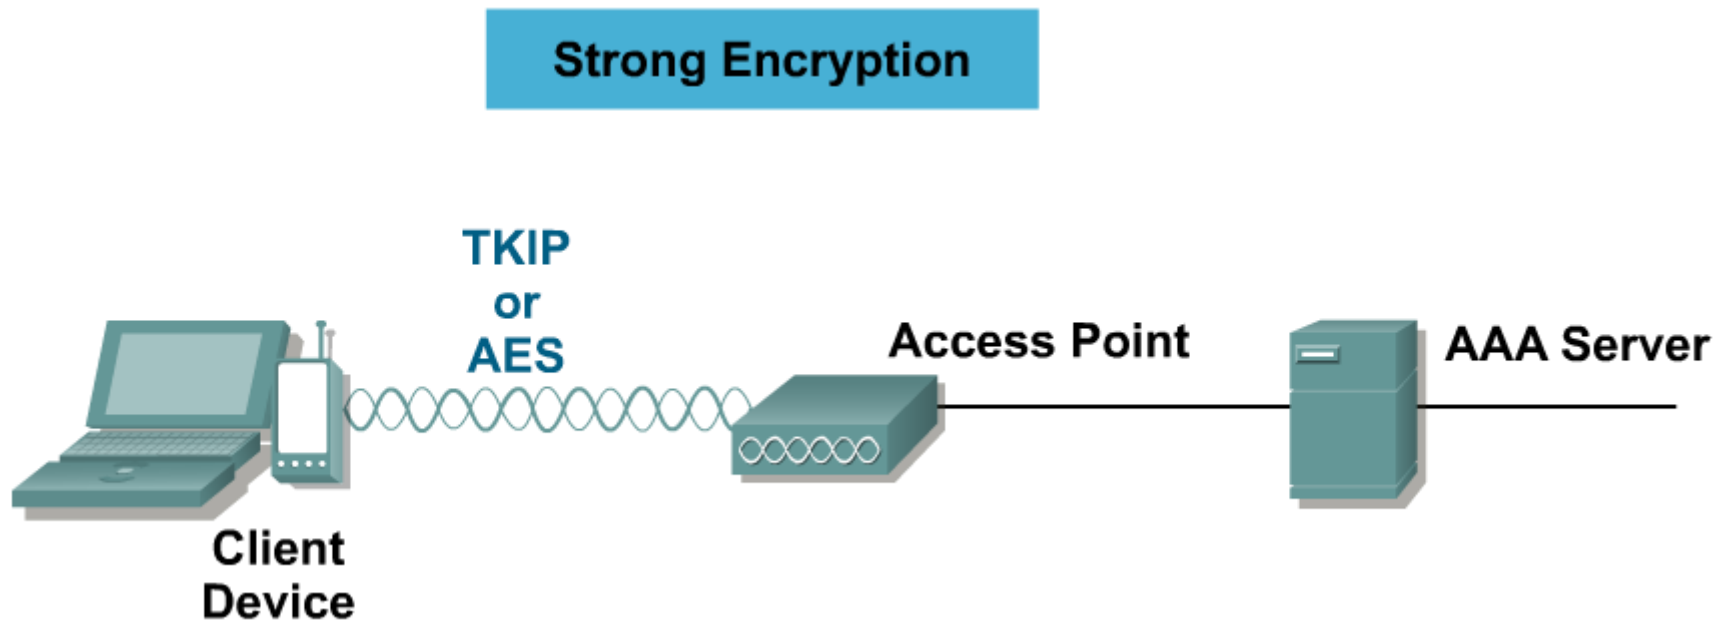 Strong Encryption
TKIP
or
AES
Access Point
AAA Server
Client
Device